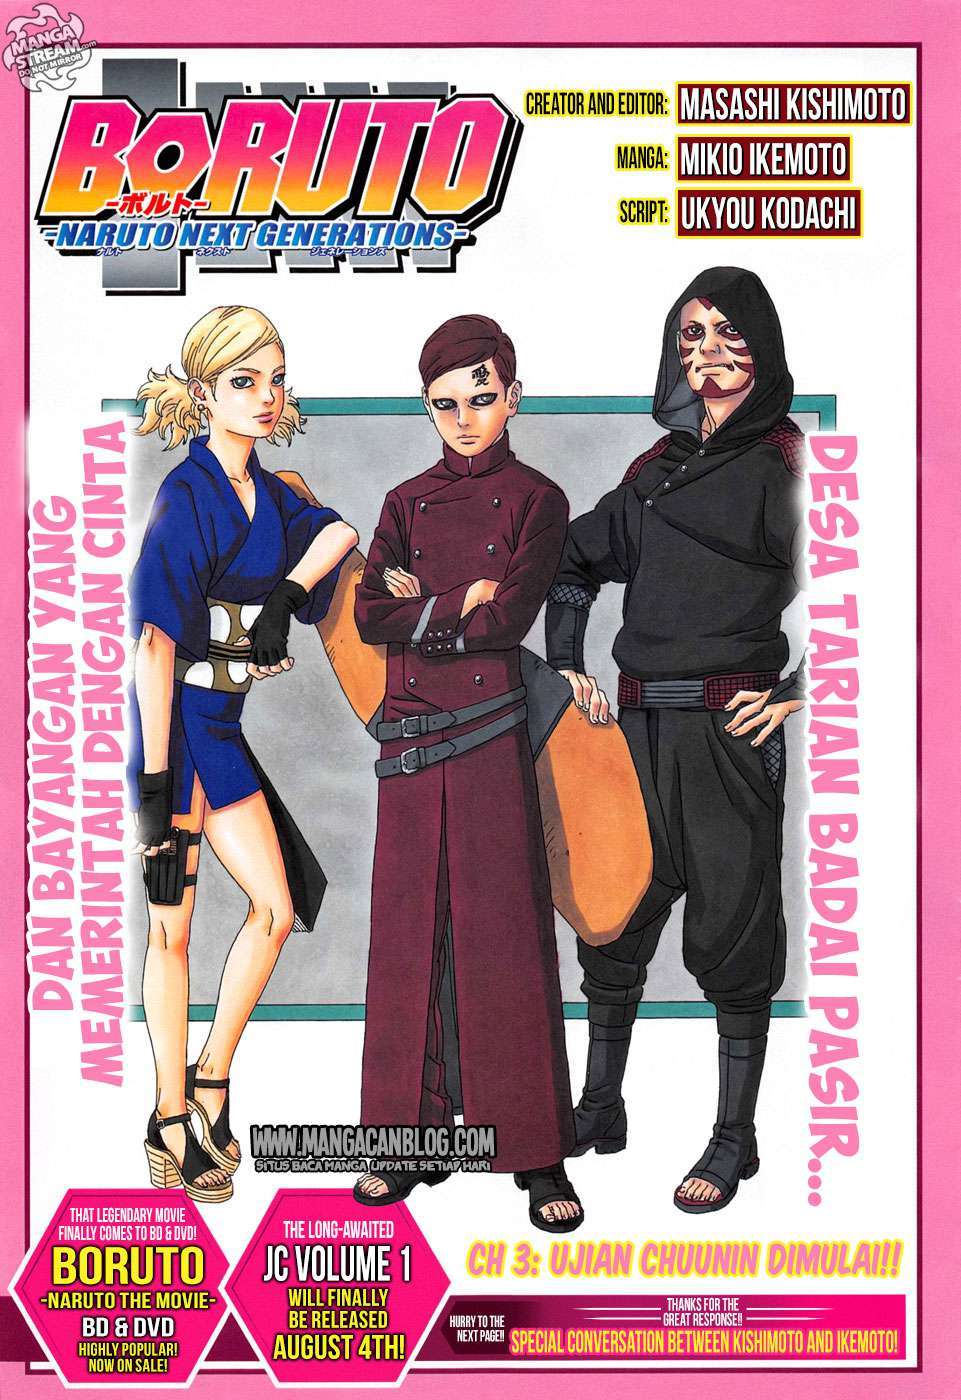 MANGA
STREAM.com
DO NOT MIRROR
BORUTO
-ボルト-
-NARUTO NEXT GENERATIONS-
ナルト ネクスト ジェネレーションズ
CREATOR AND EDITOR: MASASHI KISHIMOTO
MANGA: MIKIO IKEMOTO
SCRIPT: UKYOU KODACHI
愛
DESA TARIAN BADAI PASIR...
DAN BAYANGAN YANG
MEMERINTAH DENGAN CINTA
WWW.MANGACANBLOG.COM
SITUS BACA MANGA UPDATE SETIAP HARI
THAT LEGENDARY MOVIE
FINALLY COMES TO BD & DVD!
BORUTO
-NARUTO THE MOVIE-
BD & DVD
HIGHLY POPULAR!
NOW ON SALE!
THE LONG-AWAITED
JC VOLUME 1
WILL FINALLY
BE RELEASED
AUGUST 4TH!
CH 3: UJIAN CHUUNIN DIMULAI!!
HURRY TO THE
NEXT PAGE!!
THANKS FOR THE
GREAT RESPONSE!!
SPECIAL CONVERSATION BETWEEN KISHIMOTO AND IKEMOTO!